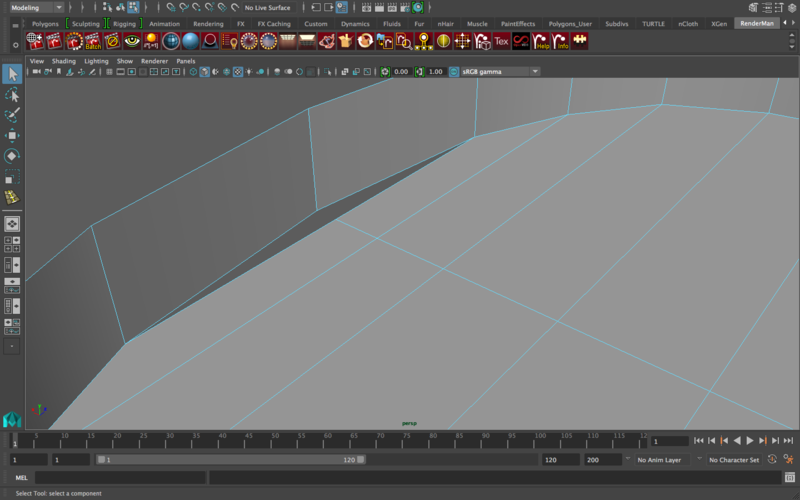 Modeling No Live Surface
Polygons Sculpting Rigging Animation Rendering FX FX Caching Custom Dynamics Fluids Fur nHair Muscle PaintEffects Polygons_User Subdivs TURTLE nCloth XGen RenderMan
Batch Tex Help Info
View Shading Lighting Show Renderer Panels
0.00 1.00 sRGB gamma
persp
5 10 15 20 25 30 35 40 45 50 55 60 65 70 75 80 85 90 95 100 105 110 115 12
1 1
1 1 1 120 120 200 No Anim Layer No Character Set
MEL
Select Tool: select a component